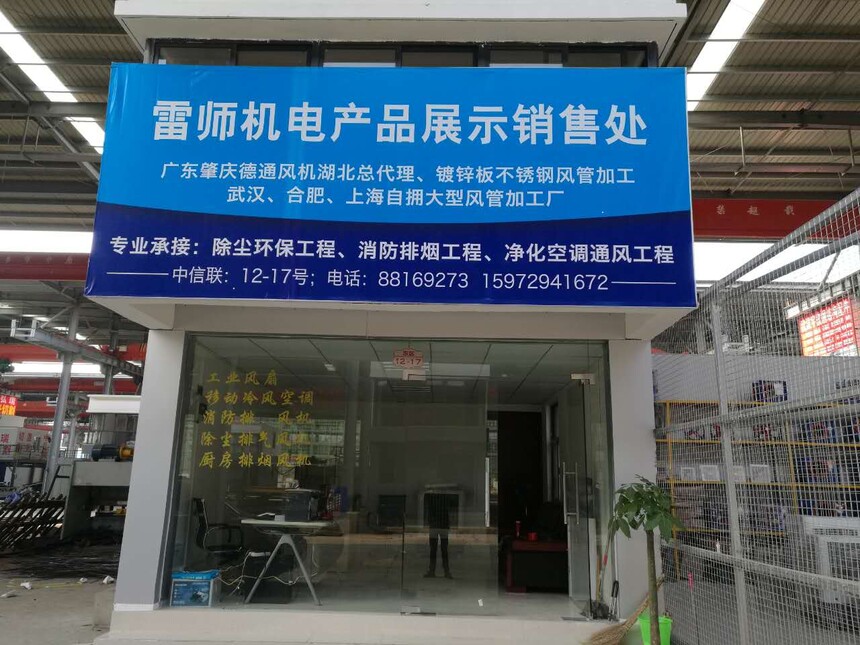 雷师机电产品展示销售处
广东肇庆德通风机湖北总代理、镀锌板不锈钢风管加工
武汉、合肥、上海自拥大型风管加工厂
专业承接：除尘环保工程、消防排烟工程、净化空调通风工程
中信联：12-17号；电话：88169273 15972941672
12-17
工业风扇
移动冷风空调
消防排 风机
除尘排气风机
厨房排烟风机